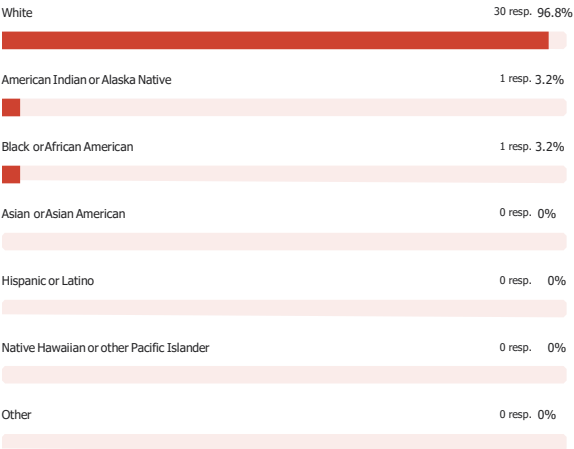 White 30 resp. 96.8%
American Indian or Alaska Native 1 resp. 3.2%
Black or African American 1 resp. 3.2%
Asian or Asian American 0 resp. 0%
Hispanic or Latino 0 resp. 0%
Native Hawaiian or other Pacific Islander 0 resp. 0%
Other 0 resp. 0%